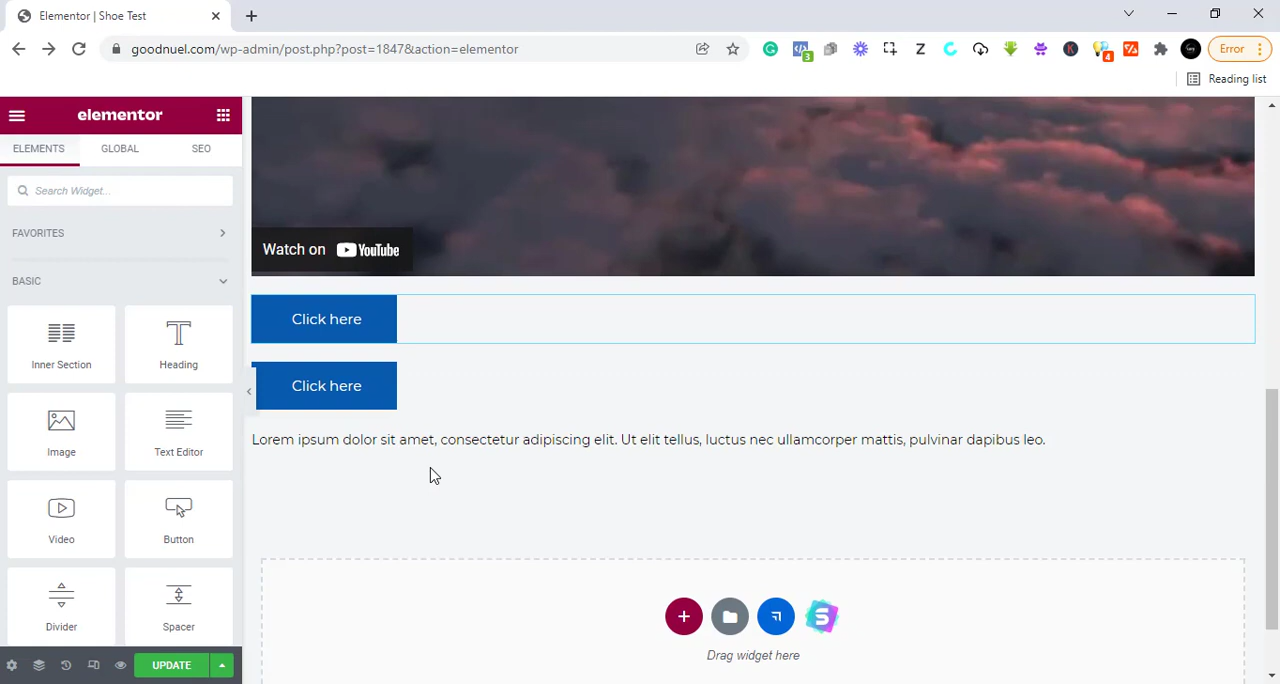 Elementor | Shoe Test
goodnuel.com/wp-admin/post.php?post=1847&action=elementor
3
Z
K
4
Error
Reading list
elementor
ELEMENTS GLOBAL SEO
Search Widget...
FAVORITES
BASIC
Inner Section Heading
Image Text Editor
Video Button
Divider Spacer
UPDATE
Watch on YouTube
Click here
Click here
Lorem ipsum dolor sit amet, consectetur adipiscing elit. Ut elit tellus, luctus nec ullamcorper mattis, pulvinar dapibus leo.
Drag widget here